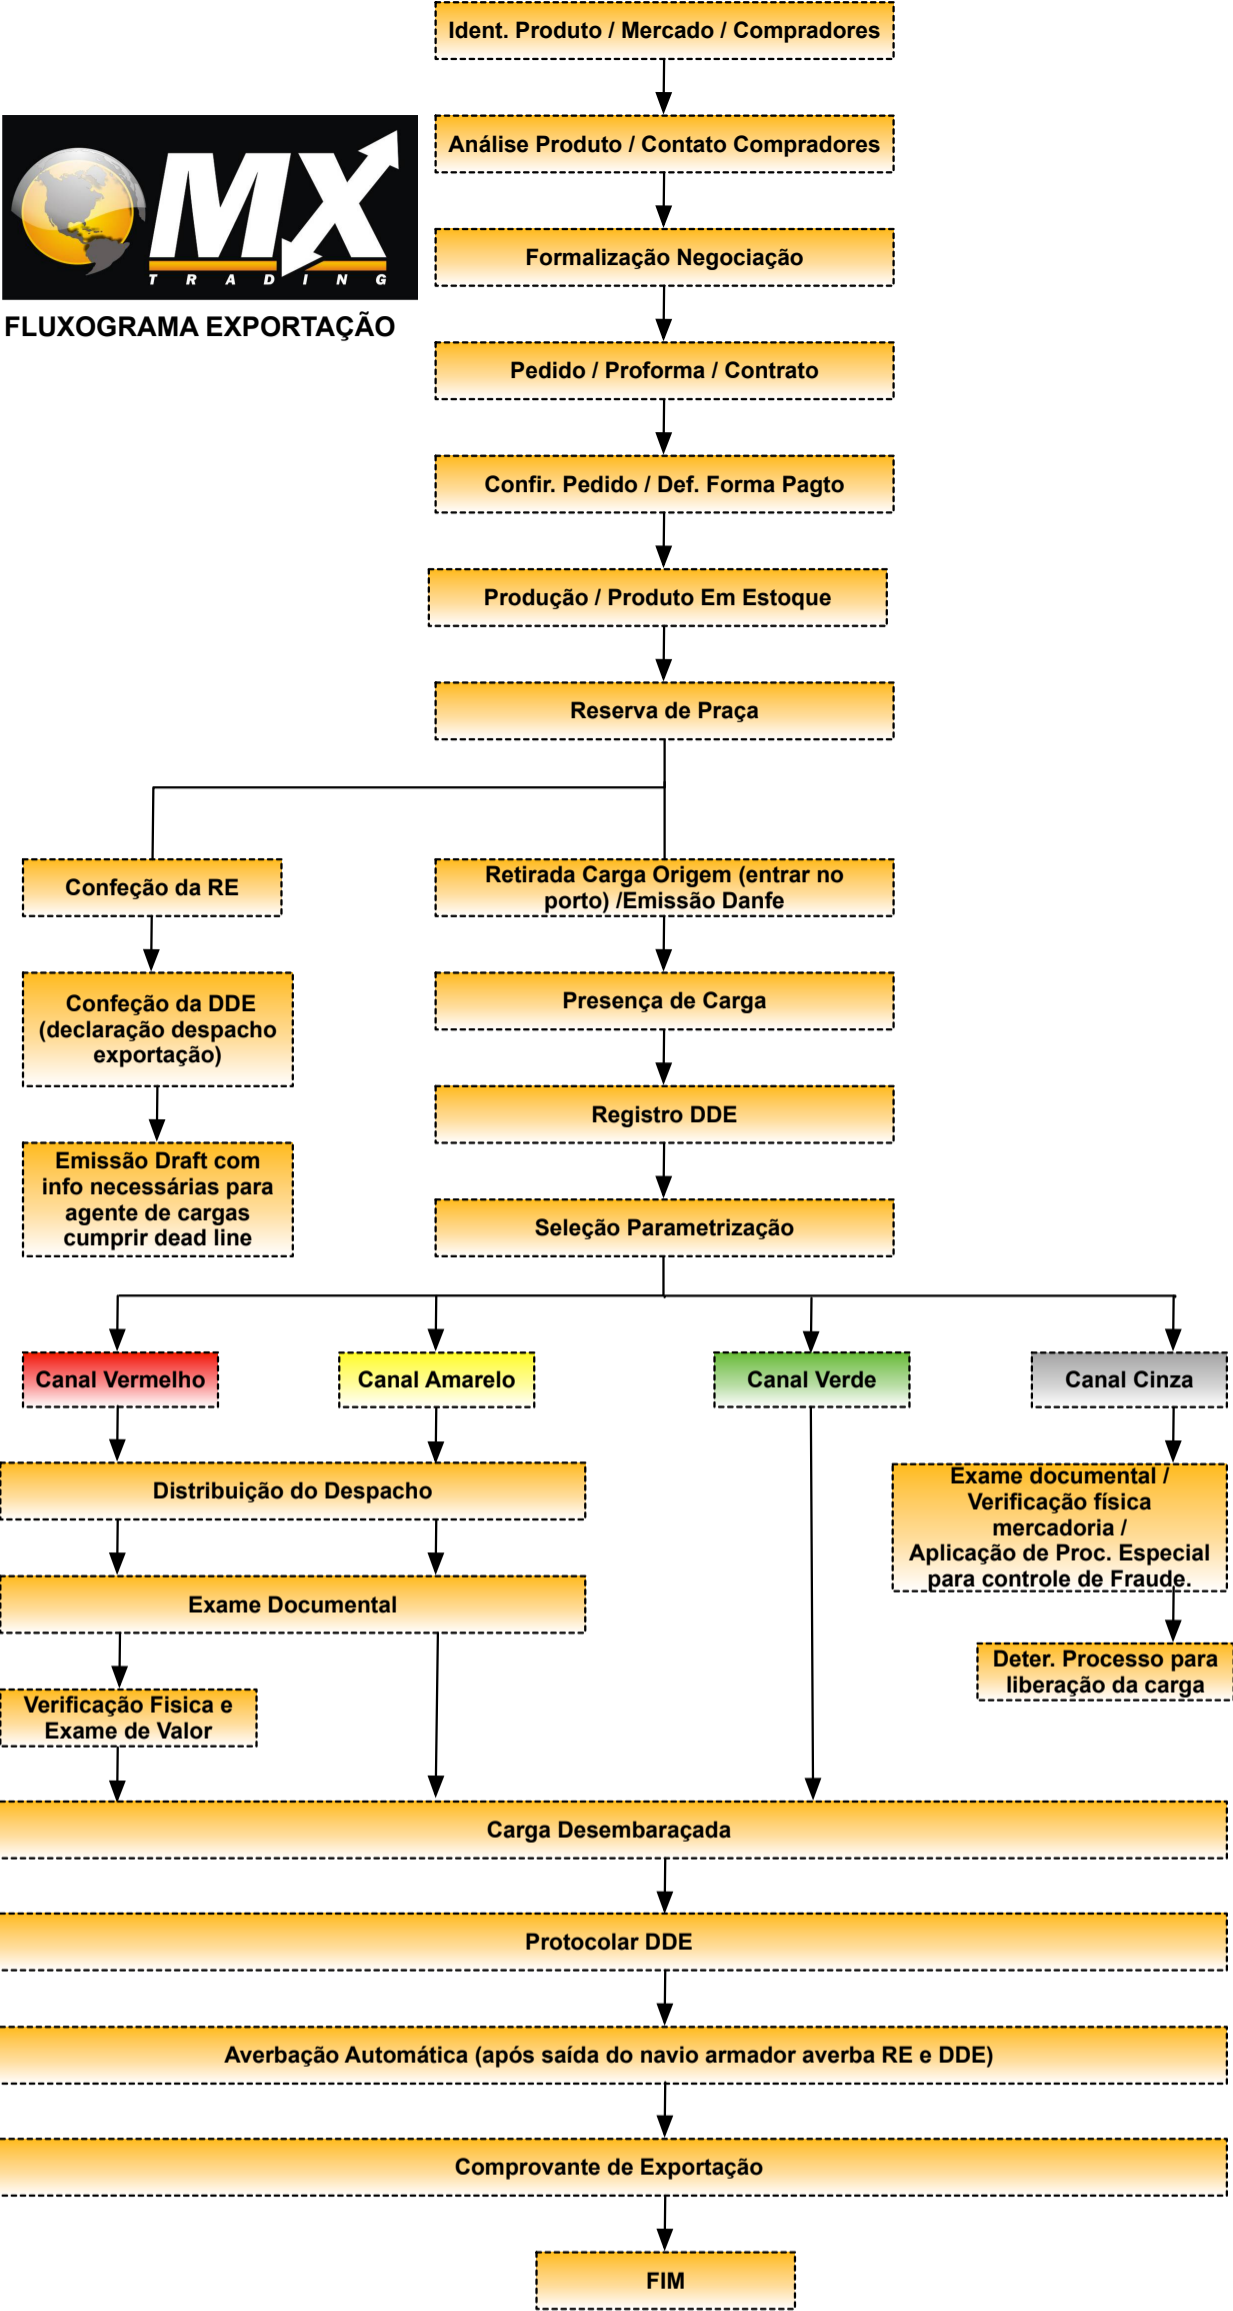 Ident. Produto / Mercado / Compradores
Análise Produto / Contato Compradores
MX
TRADING
FLUXOGRAMA EXPORTAÇÃO
Formalização Negociação
Pedido / Proforma / Contrato
Confir. Pedido / Def. Forma Pagto
Produção / Produto Em Estoque
Reserva de Praça
Confeção da RE
Retirada Carga Origem (entrar no
porto) /Emissão Danfe
Confeção da DDE
(declaração despacho
exportação)
Presença de Carga
Registro DDE
Emissão Draft com
info necessárias para
agente de cargas
cumprir dead line
Seleção Parametrização
Canal Vermelho
Canal Amarelo
Canal Verde
Canal Cinza
Distribuição do Despacho
Exame documental /
Verificação física
mercadoria /
Aplicação de Proc. Especial
para controle de Fraude.
Exame Documental
Deter. Processo para
liberação da carga
Verificação Fisica e
Exame de Valor
Carga Desembaraçada
Protocolar DDE
Averbação Automática (após saída do navio armador averba RE e DDE)
Comprovante de Exportação
FIM